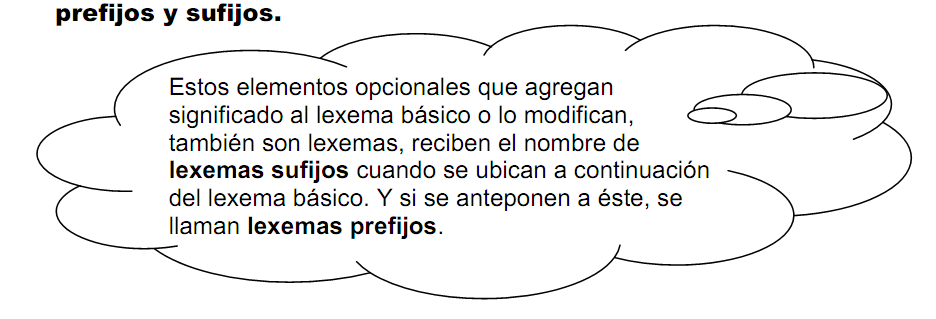 prefijos y sufijos.
Estos elementos opcionales que agregan
significado al lexema básico o lo modifican,
también son lexemas, reciben el nombre de
lexemas sufijos cuando se ubican a continuación
del lexema básico. Y si se anteponen a éste, se
llaman lexemas prefijos.